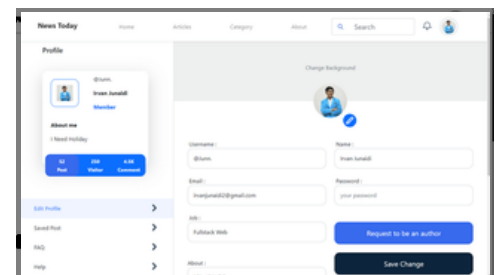 News Today
Home
Articles
Category
About
Search
Profile
@Junn.
Irvan Junaidi
Member
About me
I Need Holiday
52
250
4.5K
Post
Visitor
Comment
Edit Profile
Saved Post
FAQ
Help
Change Background
Username :
Name :
@Junn.
Irvan Junaidi
Email :
Password :
irvanjunaidi2@gmail.com
your password
Job :
Fullstack Web
Request to be an author
About :
Save Change